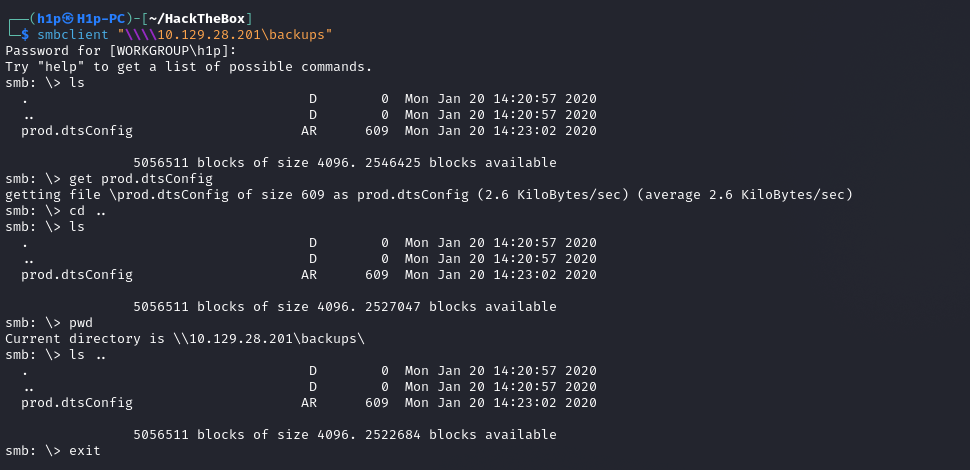 ┌──(h1p㉿H1p-PC)-[~/HackTheBox]
└─$ smbclient "\\\\10.129.28.201\backups"
Password for [WORKGROUP\h1p]:
Try "help" to get a list of possible commands.
smb: \> ls
  .                                   D        0  Mon Jan 20 14:20:57 2020
  ..                                  D        0  Mon Jan 20 14:20:57 2020
  prod.dtsConfig                     AR      609  Mon Jan 20 14:23:02 2020
                5056511 blocks of size 4096. 2546425 blocks available
smb: \> get prod.dtsConfig
getting file \prod.dtsConfig of size 609 as prod.dtsConfig (2.6 KiloBytes/sec) (average 2.6 KiloBytes/sec)
smb: \> cd ..
smb: \> ls
  .                                   D        0  Mon Jan 20 14:20:57 2020
  ..                                  D        0  Mon Jan 20 14:20:57 2020
  prod.dtsConfig                     AR      609  Mon Jan 20 14:23:02 2020
                5056511 blocks of size 4096. 2527047 blocks available
smb: \> pwd
Current directory is \\10.129.28.201\backups\
smb: \> ls ..
  .                                   D        0  Mon Jan 20 14:20:57 2020
  ..                                  D        0  Mon Jan 20 14:20:57 2020
  prod.dtsConfig                     AR      609  Mon Jan 20 14:23:02 2020
                5056511 blocks of size 4096. 2522684 blocks available
smb: \> exit